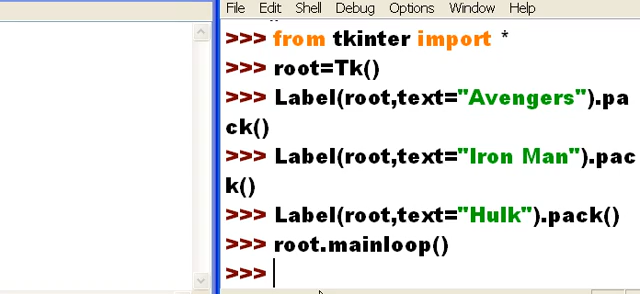 File Edit Shell Debug Options Window Help
>>> from tkinter import *
>>> root=Tk()
>>> Label(root,text="Avengers").pa
ck()
>>> Label(root,text="Iron Man").pac
k()
>>> Label(root,text="Hulk").pack()
>>> root.mainloop()
>>>